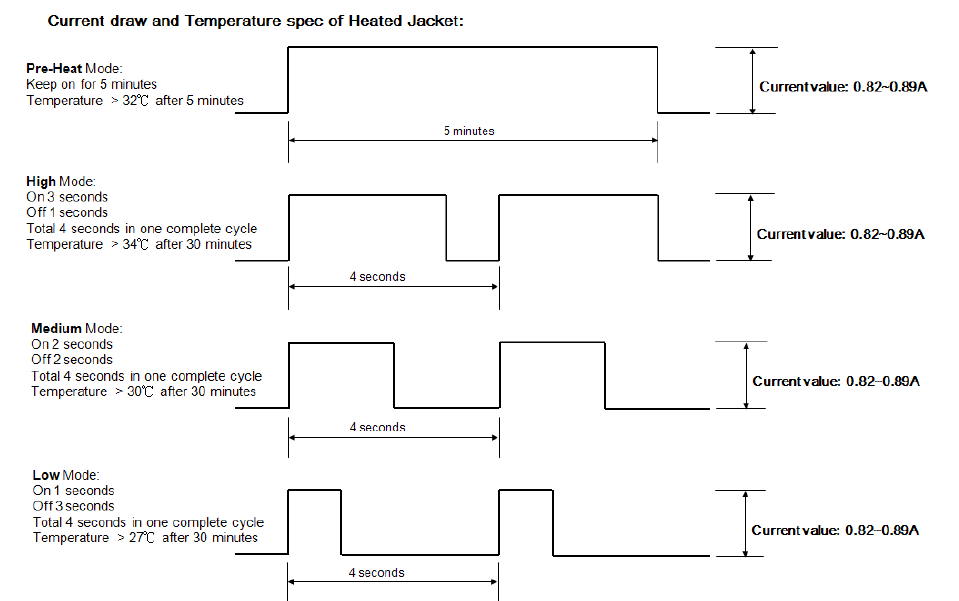 Current draw and Temperature spec of Heated Jacket:
Pre-Heat Mode:
Keep on for 5 minutes
Temperature > 32℃ after 5 minutes
Current value: 0.82~0.89A
5 minutes
High Mode:
On 3 seconds
Off 1 seconds
Total 4 seconds in one complete cycle
Temperature > 34℃ after 30 minutes
Current value: 0.82~0.89A
4 seconds
Medium Mode:
On 2 seconds
Off 2 seconds
Total 4 seconds in one complete cycle
Temperature > 30℃ after 30 minutes
Current value: 0.82~0.89A
4 seconds
Low Mode:
On 1 seconds
Off 3 seconds
Total 4 seconds in one complete cycle
Temperature > 27℃ after 30 minutes
Current value: 0.82~0.89A
4 seconds